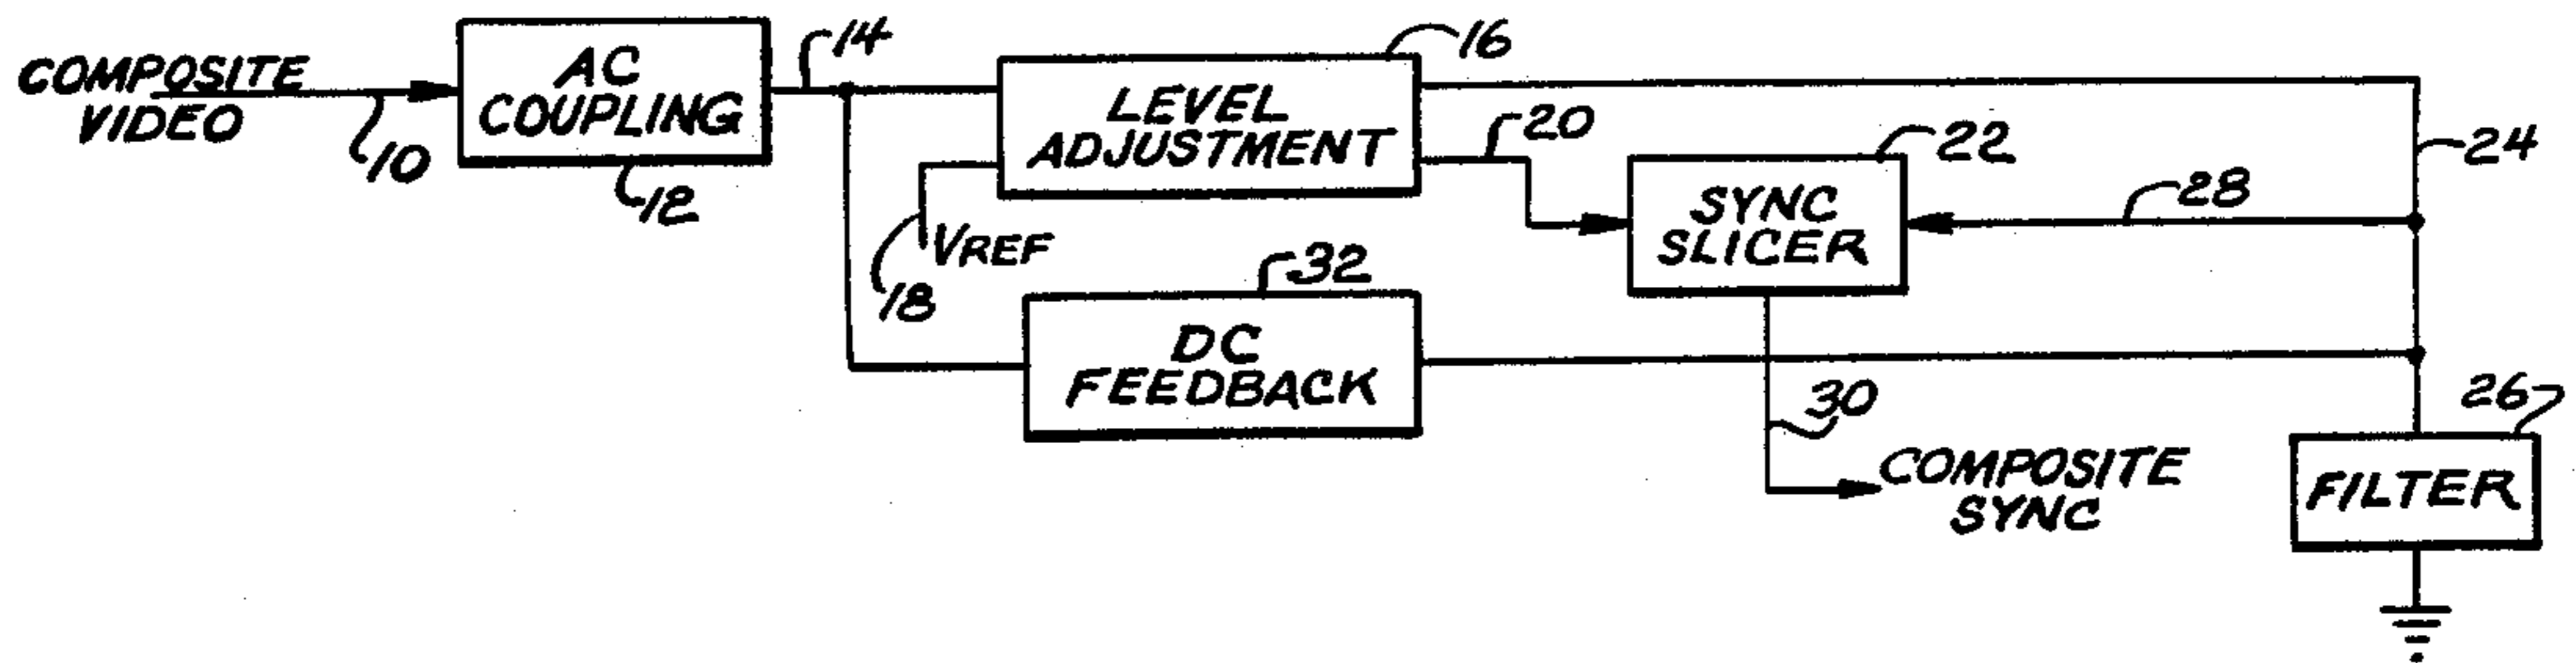 COMPOSITE
VIDEO
10
AC
COUPLING
12
14
LEVEL
ADJUSTMENT
16
VREF
18
20
SYNC
SLICER
22
24
28
DC
FEEDBACK
32
30
COMPOSITE
SYNC
26
FILTER